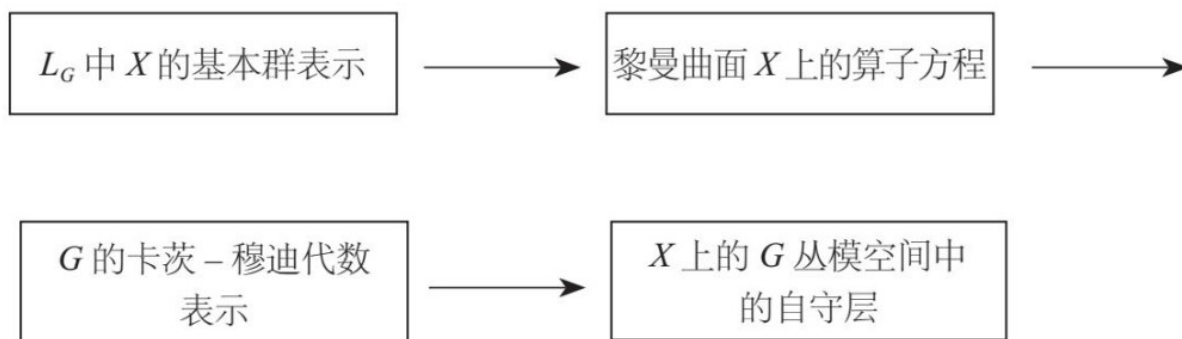 L_G 中 X 的基本群表示
黎曼曲面 X 上的算子方程
G 的卡茨 – 穆迪代数
表示
X 上的 G 丛模空间中
的自守层